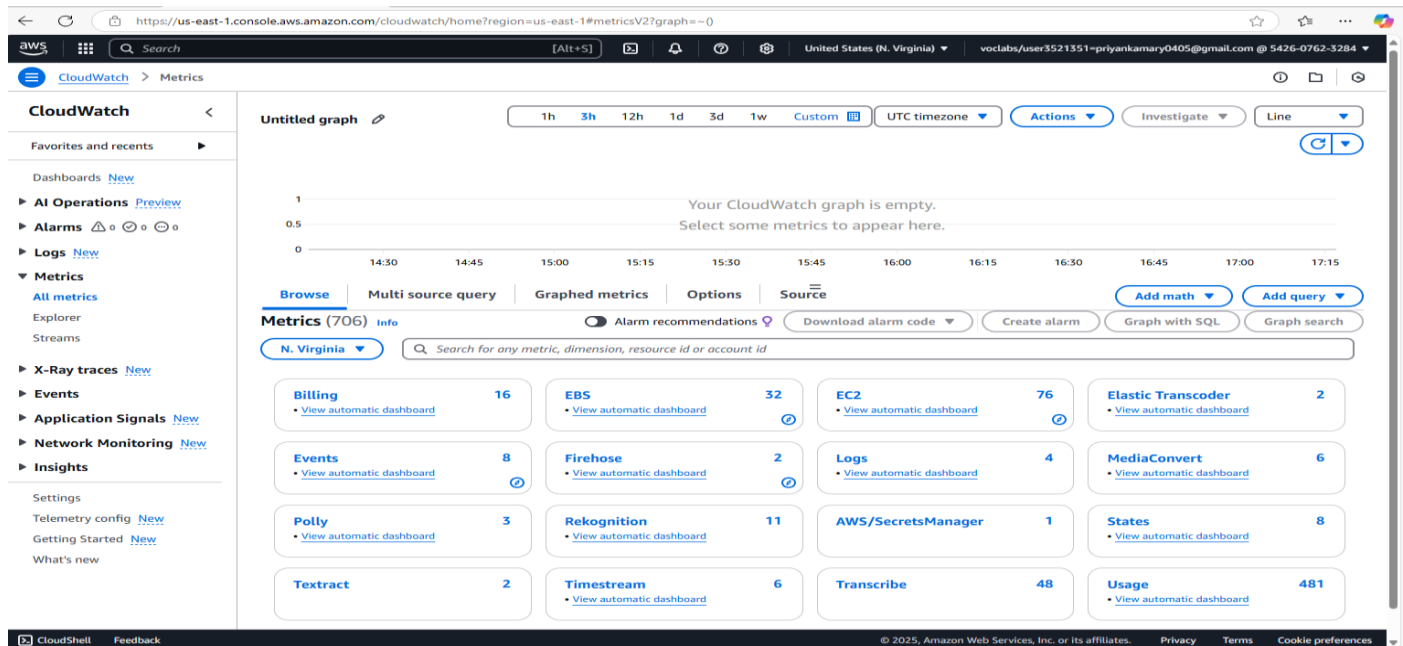 https://us-east-1.console.aws.amazon.com/cloudwatch/home?region=us-east-1#metricsV2?graph=~()
aws Search [Alt+S] United States (N. Virginia) voclabs/user3521351=priyankamary0405@gmail.com @ 5426-0762-3284
CloudWatch > Metrics
CloudWatch
Favorites and recents
Dashboards New
AI Operations Preview
Alarms 0 0 0
Logs New
Metrics
All metrics
Explorer
Streams
X-Ray traces New
Events
Application Signals New
Network Monitoring New
Insights
Settings
Telemetry config New
Getting Started New
What's new
Untitled graph 1h 3h 12h 1d 3d 1w Custom UTC timezone Actions Investigate Line
Your CloudWatch graph is empty.
Select some metrics to appear here.
1
0.5
0
14:30 14:45 15:00 15:15 15:30 15:45 16:00 16:15 16:30 16:45 17:00 17:15
Browse Multi source query Graphed metrics Options Source Add math Add query
Metrics (706) Info Alarm recommendations Download alarm code Create alarm Graph with SQL Graph search
N. Virginia Search for any metric, dimension, resource id or account id
Billing 16
• View automatic dashboard
EBS 32
• View automatic dashboard
EC2 76
• View automatic dashboard
Elastic Transcoder 2
• View automatic dashboard
Events 8
• View automatic dashboard
Firehose 2
• View automatic dashboard
Logs 4
• View automatic dashboard
MediaConvert 6
• View automatic dashboard
Polly 3
• View automatic dashboard
Rekognition 11
• View automatic dashboard
AWS/SecretsManager 1
States 8
• View automatic dashboard
Textract 2
Timestream 6
• View automatic dashboard
Transcribe 48
Usage 481
• View automatic dashboard
CloudShell Feedback © 2025, Amazon Web Services, Inc. or its affiliates. Privacy Terms Cookie preferences